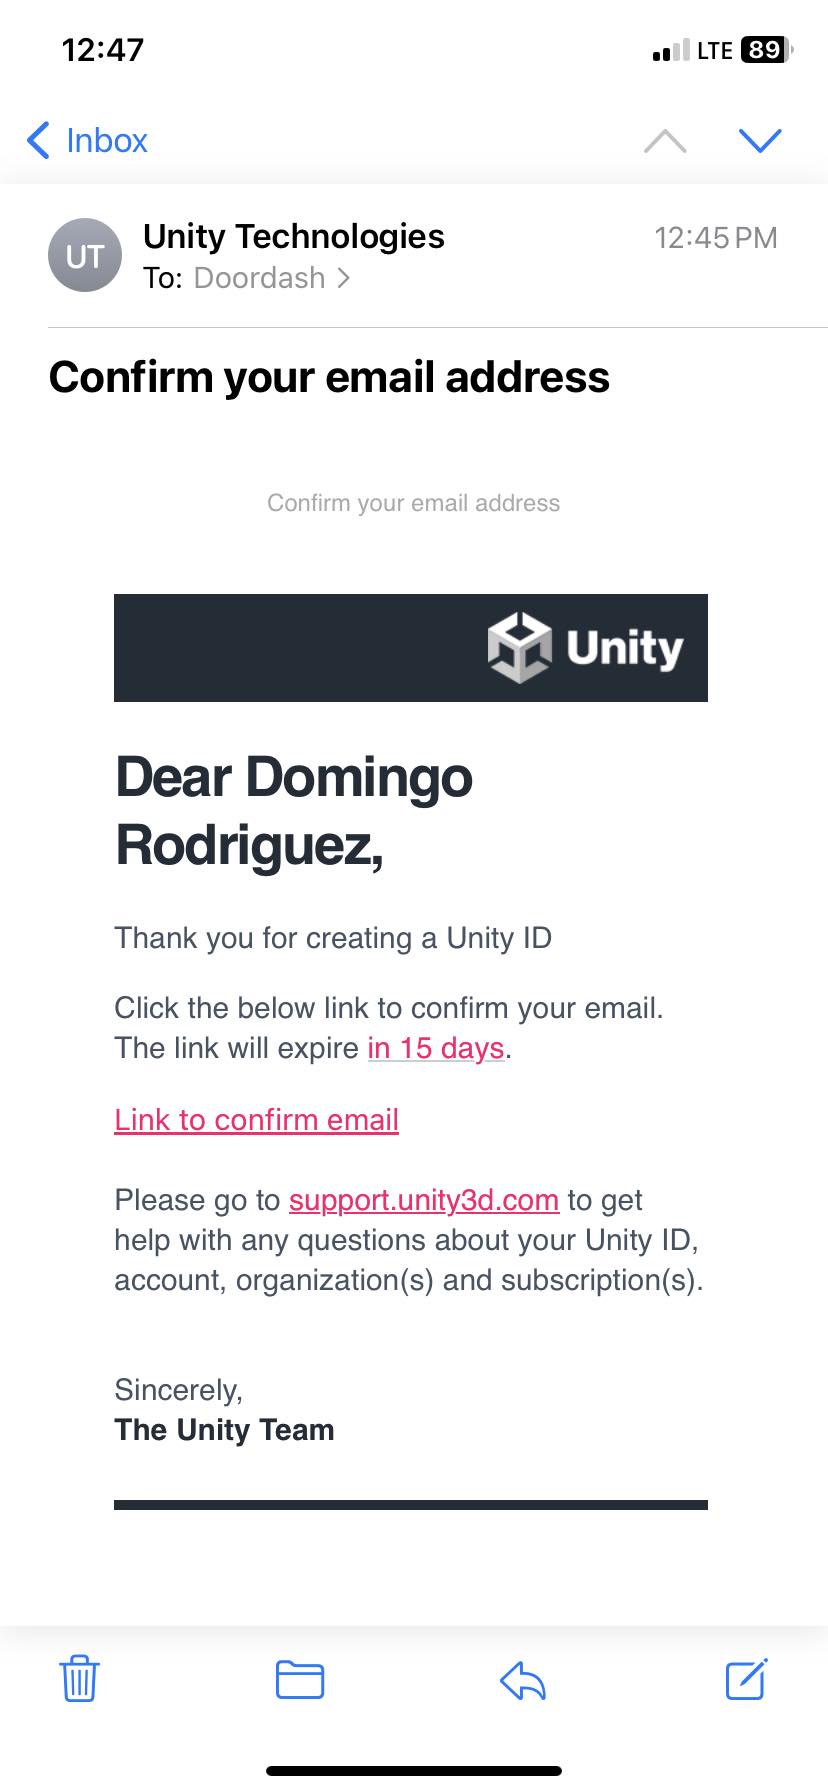 12:47
LTE 89
Inbox
UT
Unity Technologies
12:45 PM
To: Doordash
Confirm your email address
Confirm your email address
Unity
Dear Domingo
Rodriguez,
Thank you for creating a Unity ID
Click the below link to confirm your email.
The link will expire in 15 days.
Link to confirm email
Please go to support.unity3d.com to get
help with any questions about your Unity ID,
account, organization(s) and subscription(s).
Sincerely,
The Unity Team